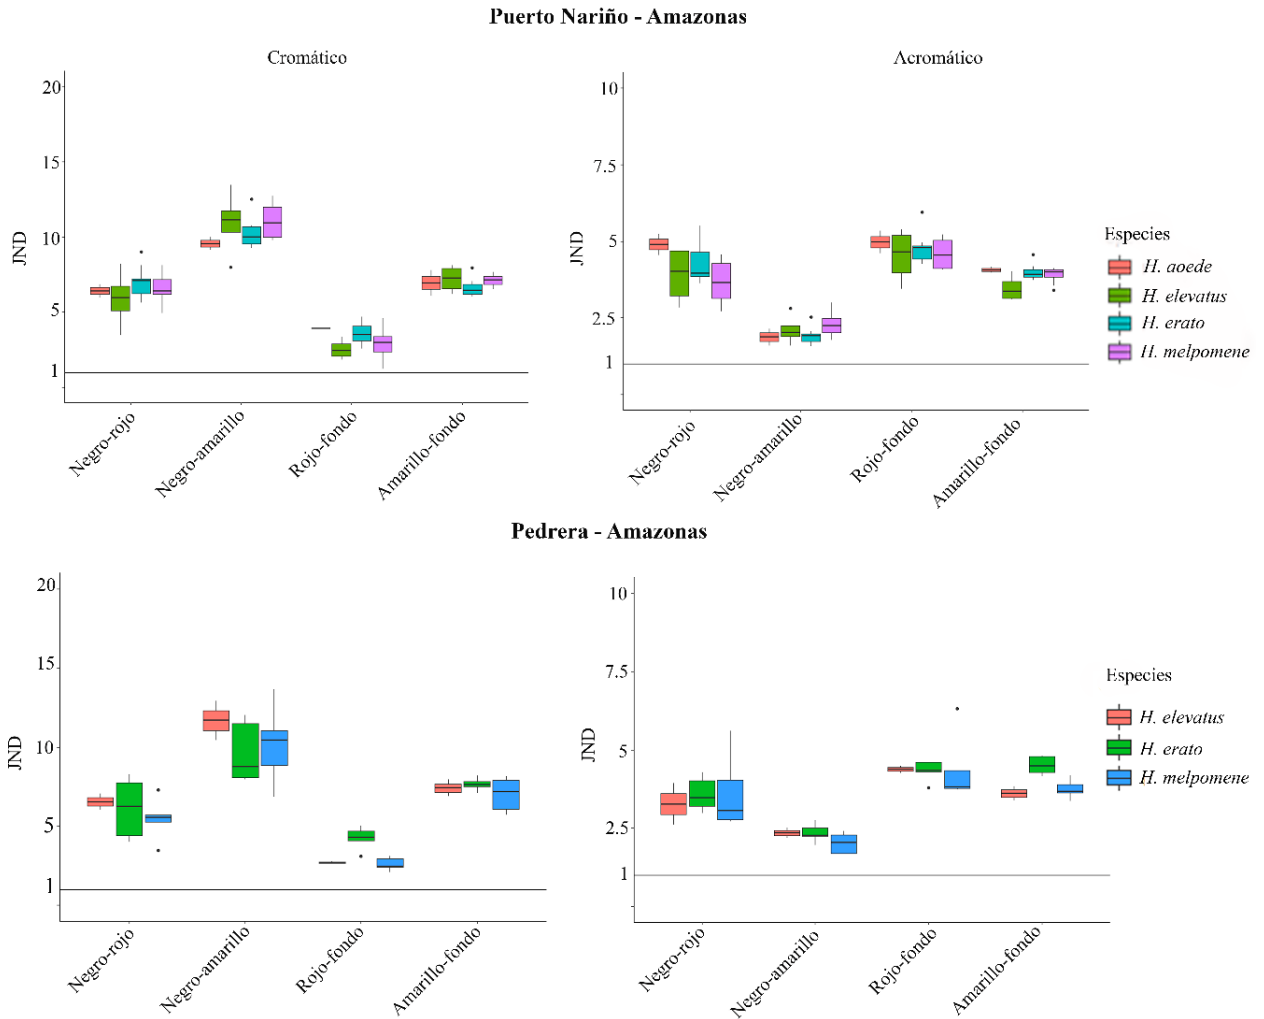 Puerto Nariño - Amazonas
Cromático
Acromático
JND
20
15
10
5
1
Negro-rojo
Negro-amarillo
Rojo-fondo
Amarillo-fondo
JND
10
7.5
5
2.5
1
Negro-rojo
Negro-amarillo
Rojo-fondo
Amarillo-fondo
Especies
H. aoede
H. elevatus
H. erato
H. melpomene
Pedrera - Amazonas
JND
20
15
10
5
1
Negro-rojo
Negro-amarillo
Rojo-fondo
Amarillo-fondo
JND
10
7.5
5
2.5
1
Negro-rojo
Negro-amarillo
Rojo-fondo
Amarillo-fondo
Especies
H. elevatus
H. erato
H. melpomene